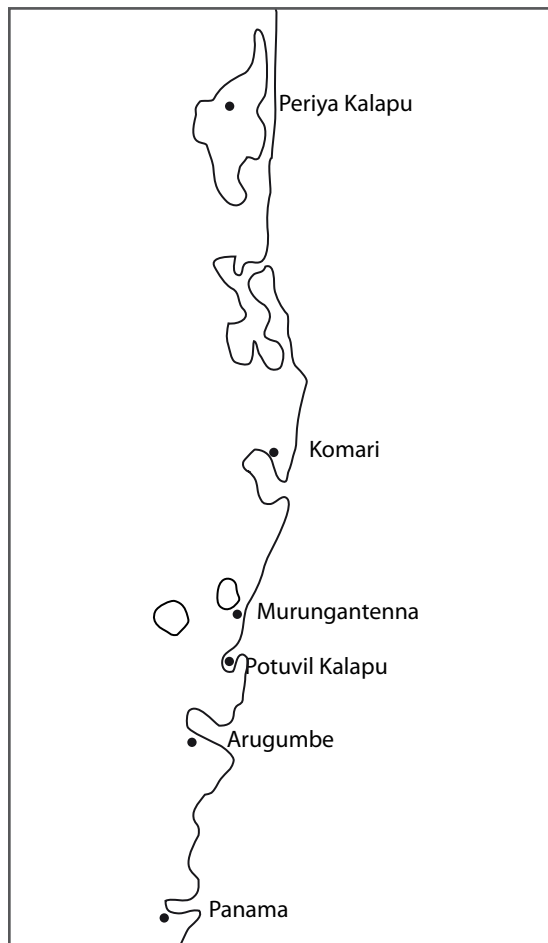 Periya Kalapu
Komari
Murungantenna
Potuvil Kalapu
Arugumbe
Panama